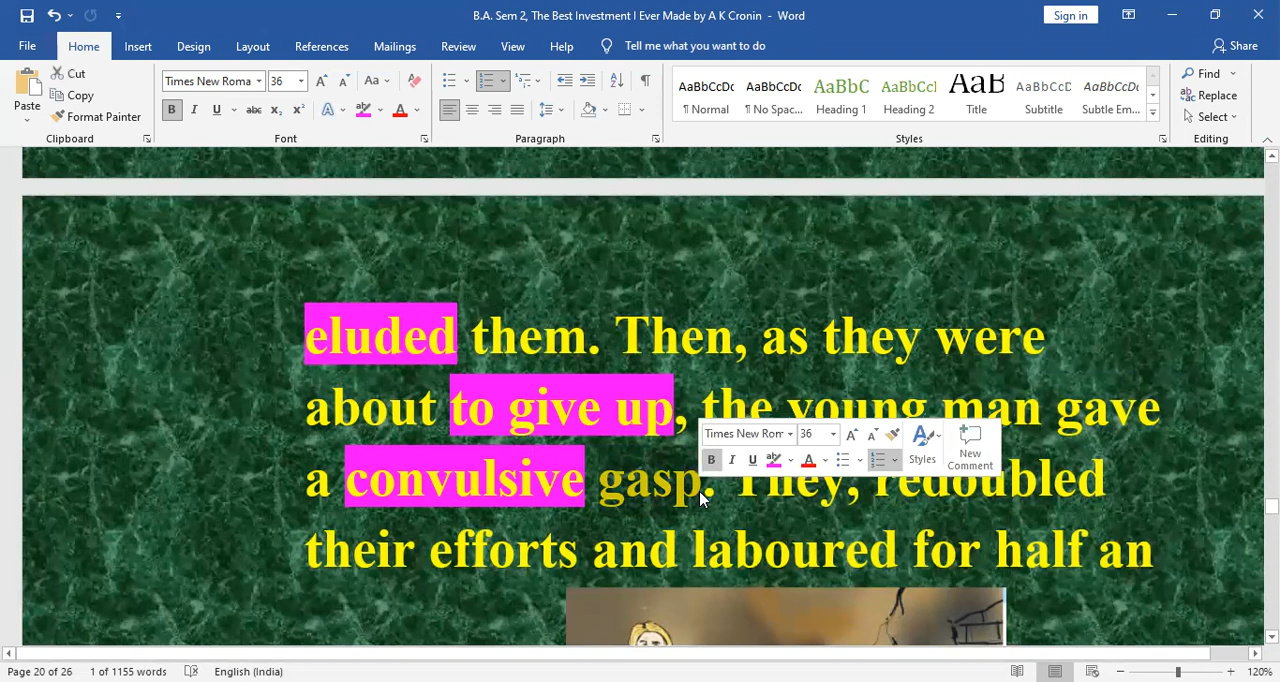 B.A. Sem 2, The Best Investment I Ever Made by A K Cronin - Word
Sign in
File Home Insert Design Layout References Mailings Review View Help Tell me what you want to do Share
Paste
Cut
Copy
Format Painter
Clipboard
Times New Roma 36 Aa
B I U abc x₂ x² A A
Font
Paragraph
AaBbCcDc AaBbCcDc AaBbC AaBbCcl AaB AaBbCcD AaBbCcDc
¶ Normal ¶ No Spac... Heading 1 Heading 2 Title Subtitle Subtle Em...
Styles
Find
Replace
Select
Editing
eluded them. Then, as they were
about to give up, the young man gave
Times New Ror 36
B I U A Styles New Comment
a convulsive gasp. They, redoubled
their efforts and laboured for half an
Page 20 of 26 1 of 1155 words English (India) 120%